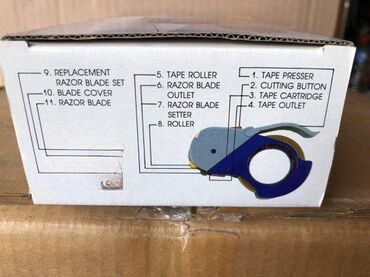 9. REPLACEMENT
RAZOR BLADE SET
10. BLADE COVER
11. RAZOR BLADE
5. TAPE ROLLER
6. RAZOR BLADE
OUTLET
7. RAZOR BLADE
SETTER
8. ROLLER
1. TAPE PRESSER
2. CUTTING BUTTON
3. TAPE CARTRIDGE
4. TAPE OUTLET